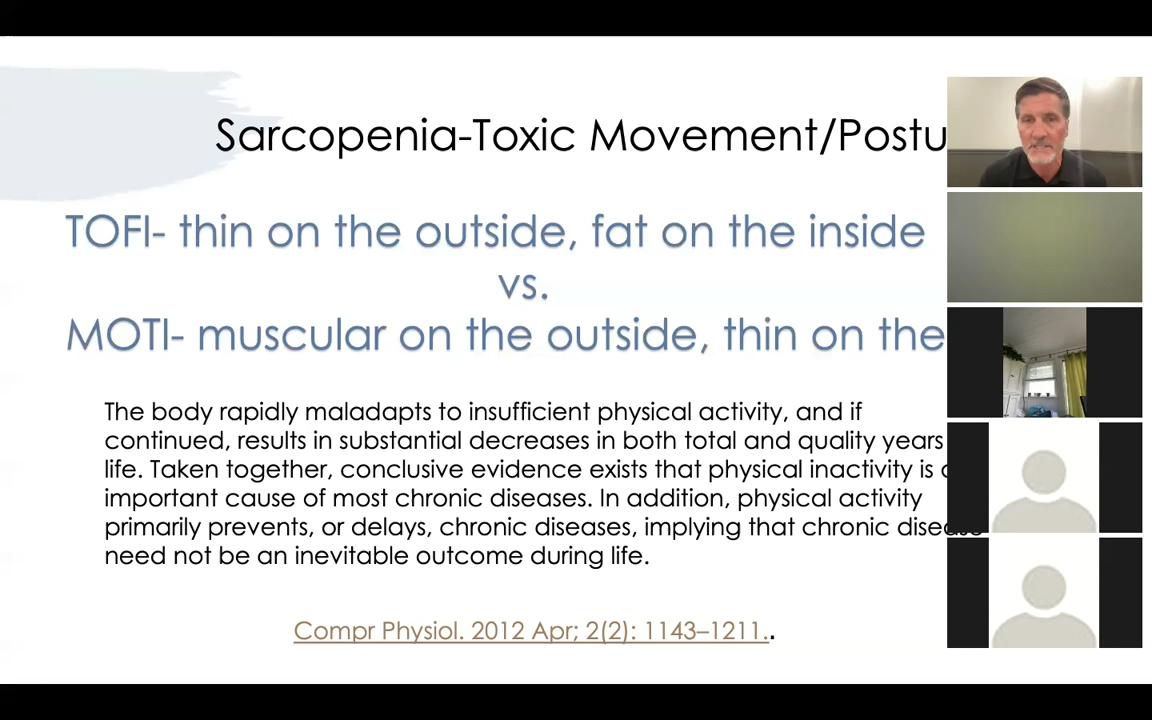 Sarcopenia-Toxic Movement/Postu
TOFI- thin on the outside, fat on the inside
vs.
MOTI- muscular on the outside, thin on the
The body rapidly maladapts to insufficient physical activity, and if
continued, results in substantial decreases in both total and quality years
life. Taken together, conclusive evidence exists that physical inactivity is
important cause of most chronic diseases. In addition, physical activity
primarily prevents, or delays, chronic diseases, implying that chronic disease
need not be an inevitable outcome during life.
Compr Physiol. 2012 Apr; 2(2): 1143–1211..